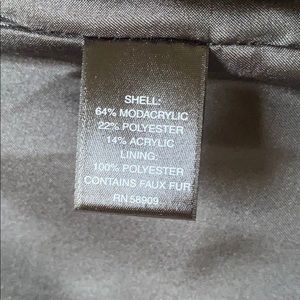 SHELL:
64% MODACRYLIC
22% POLYESTER
14% ACRYLIC
LINING:
100% POLYESTER
CONTAINS FAUX FUR
RN 58909